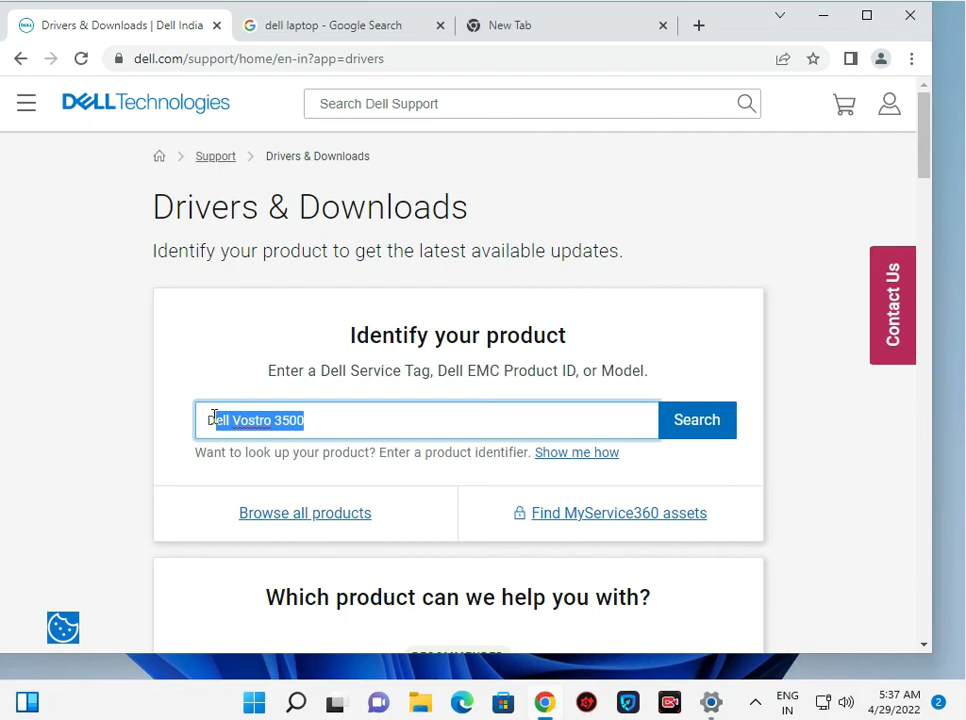 Drivers & Downloads | Dell India
dell laptop - Google Search
New Tab
dell.com/support/home/en-in?app=drivers
DELLTechnologies
Search Dell Support
Support
Drivers & Downloads
Drivers & Downloads
Identify your product to get the latest available updates.
Contact Us
Identify your product
Enter a Dell Service Tag, Dell EMC Product ID, or Model.
Dell Vostro 3500
Search
Want to look up your product? Enter a product identifier. Show me how
Browse all products
Find MyService360 assets
Which product can we help you with?
RECOMMENDED
ENG
IN
5:37 AM
4/29/2022
2